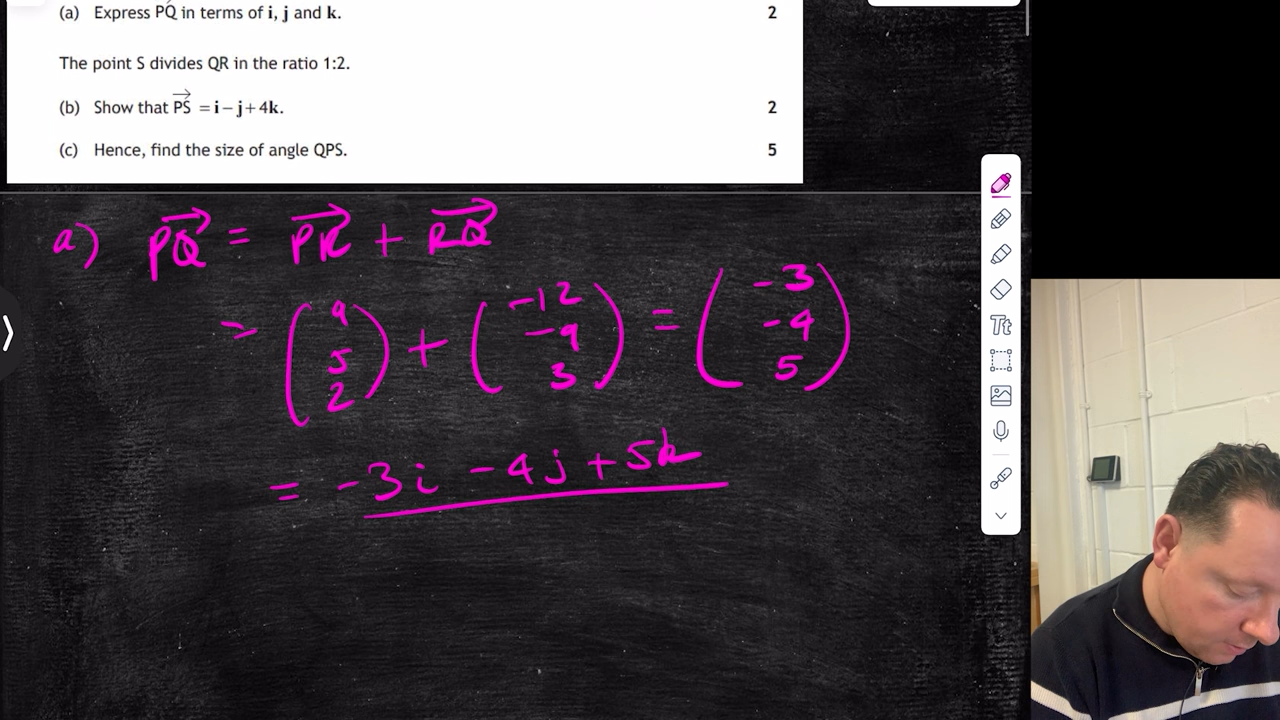 (a) Express PQ in terms of i, j and k. 2
The point S divides QR in the ratio 1:2.
(b) Show that PS = i – j + 4k. 2
(c) Hence, find the size of angle QPS. 5
a) PQ = PR + RQ
= (9 5 2) + (-12 -9 3) = (-3 -4 5)
= -3i - 4j + 5k
Tt